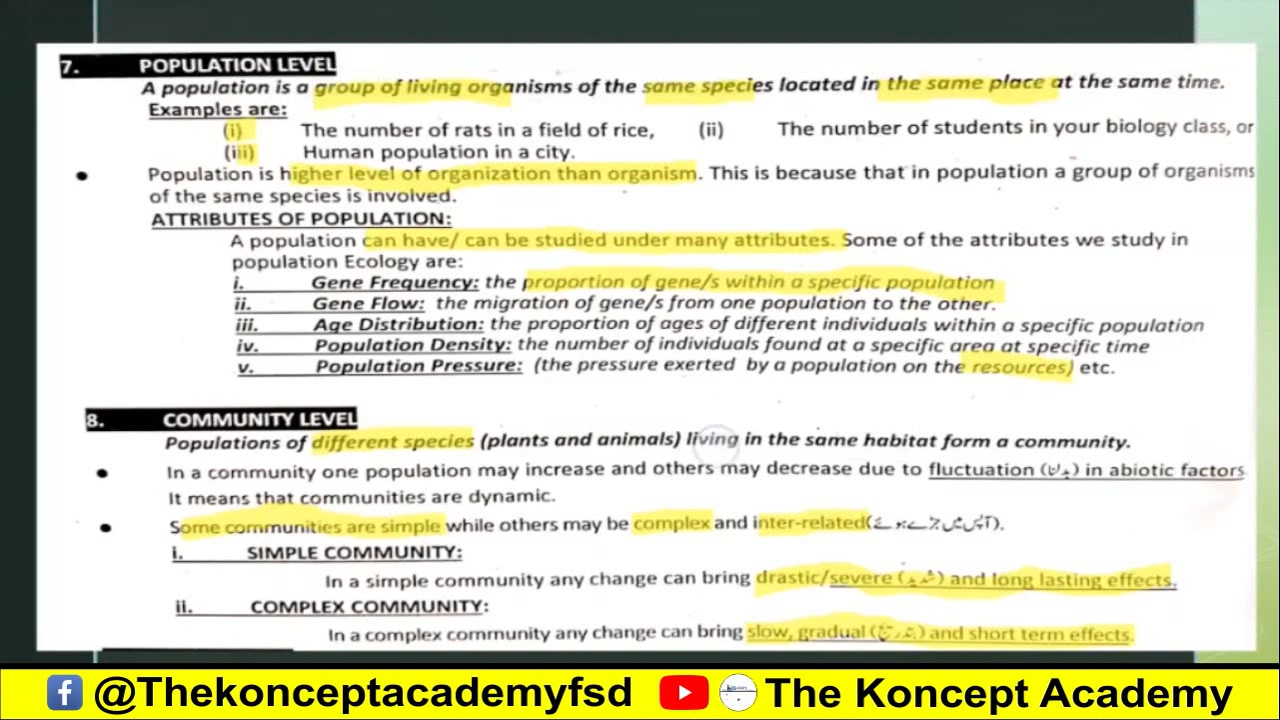 7. POPULATION LEVEL
A population is a group of living organisms of the same species located in the same place at the same time.
Examples are:
(i) The number of rats in a field of rice, (ii) The number of students in your biology class, or
(iii) Human population in a city.
• Population is higher level of organization than organism. This is because that in population a group of organisms
of the same species is involved.
ATTRIBUTES OF POPULATION:
A population can have/ can be studied under many attributes. Some of the attributes we study in
population Ecology are:
i. Gene Frequency: the proportion of gene/s within a specific population
ii. Gene Flow: the migration of gene/s from one population to the other.
iii. Age Distribution: the proportion of ages of different individuals within a specific population
iv. Population Density: the number of individuals found at a specific area at specific time
v. Population Pressure: (the pressure exerted by a population on the resources) etc.
8. COMMUNITY LEVEL
Populations of different species (plants and animals) living in the same habitat form a community.
• In a community one population may increase and others may decrease due to fluctuation () in abiotic factors
It means that communities are dynamic.
• Some communities are simple while others may be complex and inter-related().
i. SIMPLE COMMUNITY:
In a simple community any change can bring drastic/severe (شدید) and long lasting effects.
ii. COMPLEX COMMUNITY:
In a complex community any change can bring slow, gradual () and short term effects.
@Thekonceptacademyfsd The Koncept Academy